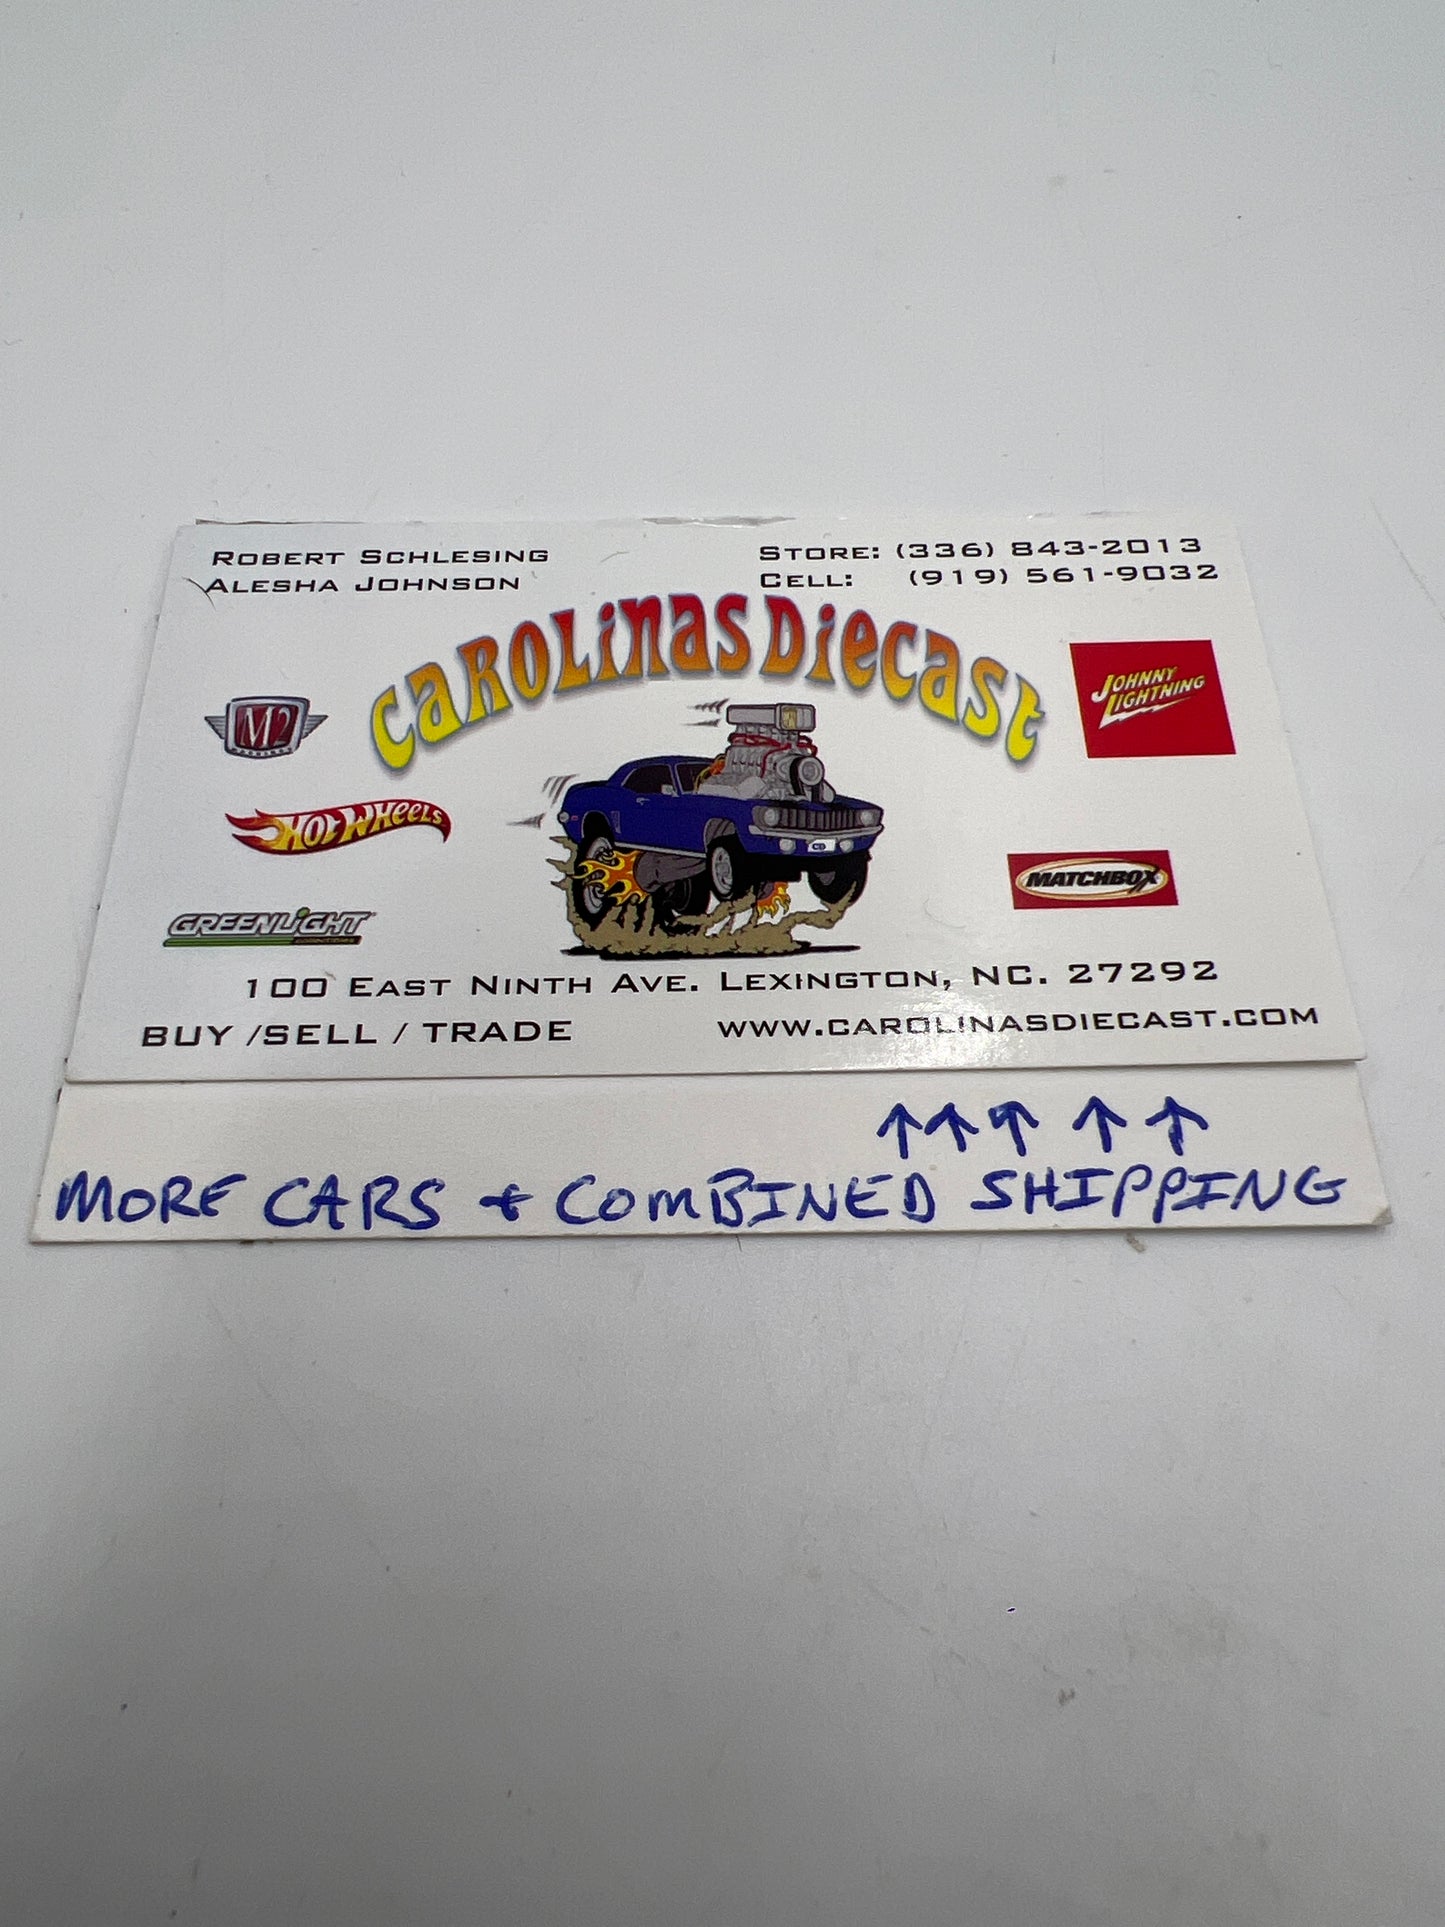 ROBERT SCHLESING
ALESHA JOHNSON
STORE: (336) 843-2013
CELL: (919) 561-9032
CAROLINAS DIECAST
M2
JOHNNY LIGHTNING
HOT WHEELS
CD
MATCHBOX
GREENLIGHT
100 EAST NINTH AVE. LEXINGTON, NC. 27292
BUY /SELL / TRADE
WWW.CAROLINASDIECAST.COM
↑↑↑ ↑ ↑
MORE CARS + COMBINED SHIPPING